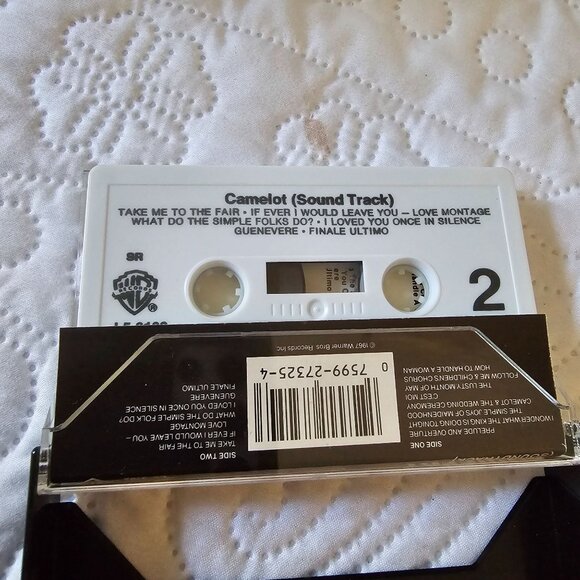 Camelot (Sound Track)
TAKE ME TO THE FAIR • IF EVER I WOULD LEAVE YOU — LOVE MONTAGE
WHAT DO THE SIMPLE FOLKS DO? • I LOVED YOU ONCE IN SILENCE
GUENEVERE • FINALE ULTIMO
SR
2
SIDE ONE
PRELUDE AND OVERTURE
I WONDER WHAT THE KING IS DOING TONIGHT
THE SIMPLE JOYS OF MAIDENHOOD
CAMELOT & THE WEDDING CEREMONY
C'EST MOI
THE LUSTY MONTH OF MAY
FOLLOW ME & CHILDREN'S CHORUS
HOW TO HANDLE A WOMAN
0 7599-27325-4
© 1967 Warner Bros. Records Inc.
SIDE TWO
TAKE ME TO THE FAIR
IF EVER I WOULD LEAVE YOU –
LOVE MONTAGE
WHAT DO THE SIMPLE FOLK DO?
I LOVED YOU ONCE IN SILENCE
GUENEVERE
FINALE ULTIMO